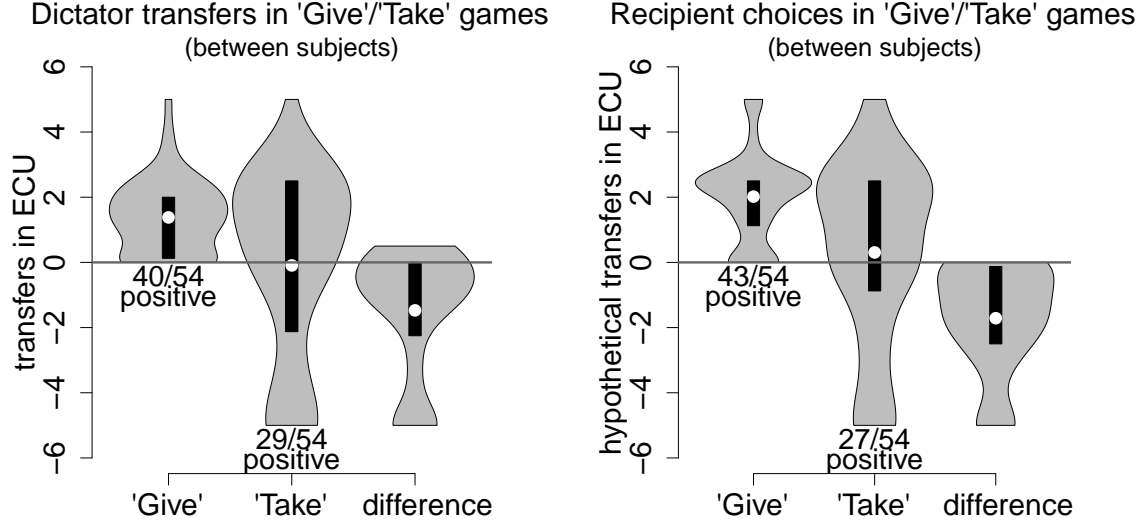 Dictator transfers in 'Give'/'Take' games
(between subjects)
transfers in ECU
6
4
2
0
−2
−4
−6
40/54
positive
29/54
positive
'Give'
'Take'
difference
Recipient choices in 'Give'/'Take' games
(between subjects)
hypothetical transfers in ECU
6
4
2
0
−2
−4
−6
43/54
positive
27/54
positive
'Give'
'Take'
difference